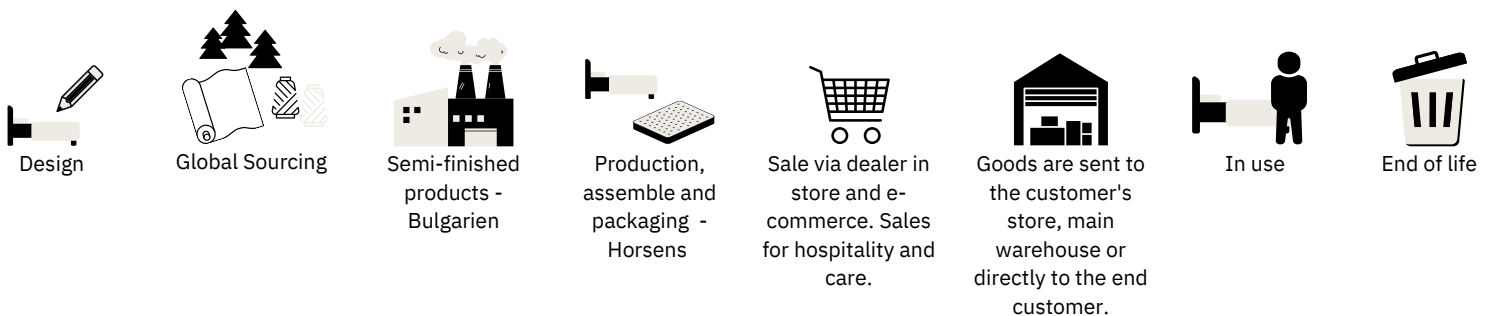 Design
Global Sourcing
Semi-finished
products -
Bulgarien
Production,
assemble and
packaging  -
Horsens
Sale via dealer in
store and e-
commerce. Sales
for hospitality and
care.
Goods are sent to
the customer's
store, main
warehouse or
directly to the end
customer.
In use
End of life